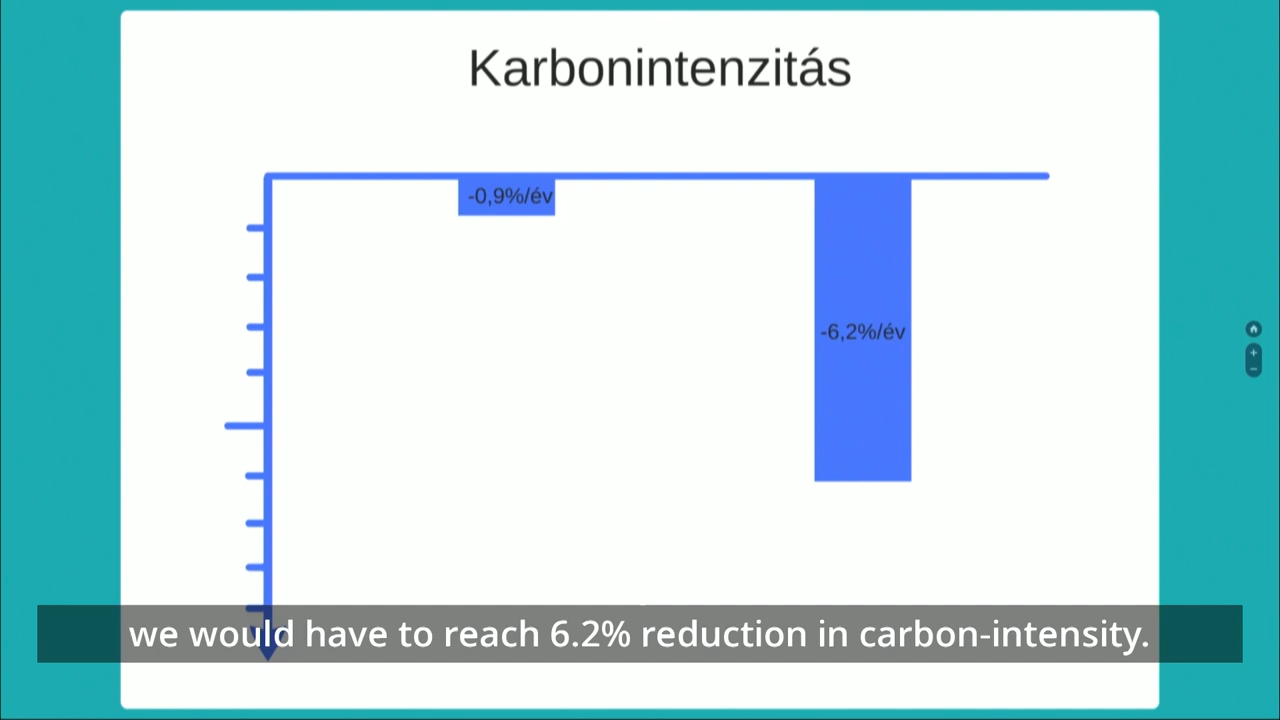 Karbonintenzitás
-0,9%/év
-6,2%/év
we would have to reach 6.2% reduction in carbon-intensity.